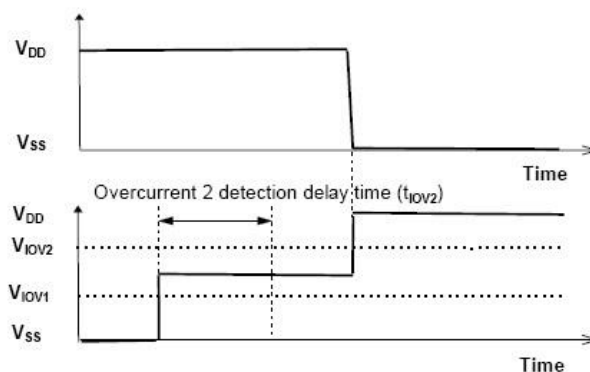 VDD
VSS
Time
Overcurrent 2 detection delay time (tIOV2)
VDD
VIOV2
VIOV1
VSS
Time